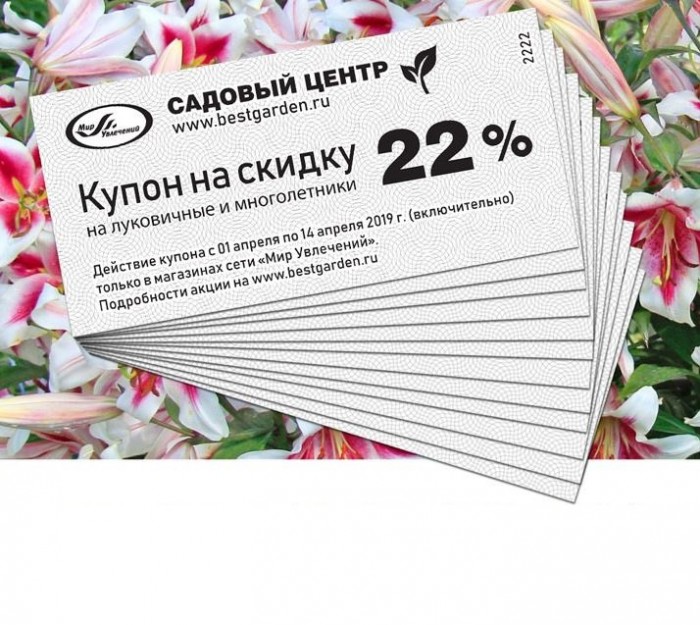 САДОВЫЙ ЦЕНТР
www.bestgarden.ru
2222
Мир Увлечений
Купон на скидку 22 %
на луковичные и многолетники
Действие купона с 01 апреля по 14 апреля 2019 г. (включительно)
только в магазинах сети «Мир Увлечений».
Подробности акции на www.bestgarden.ru